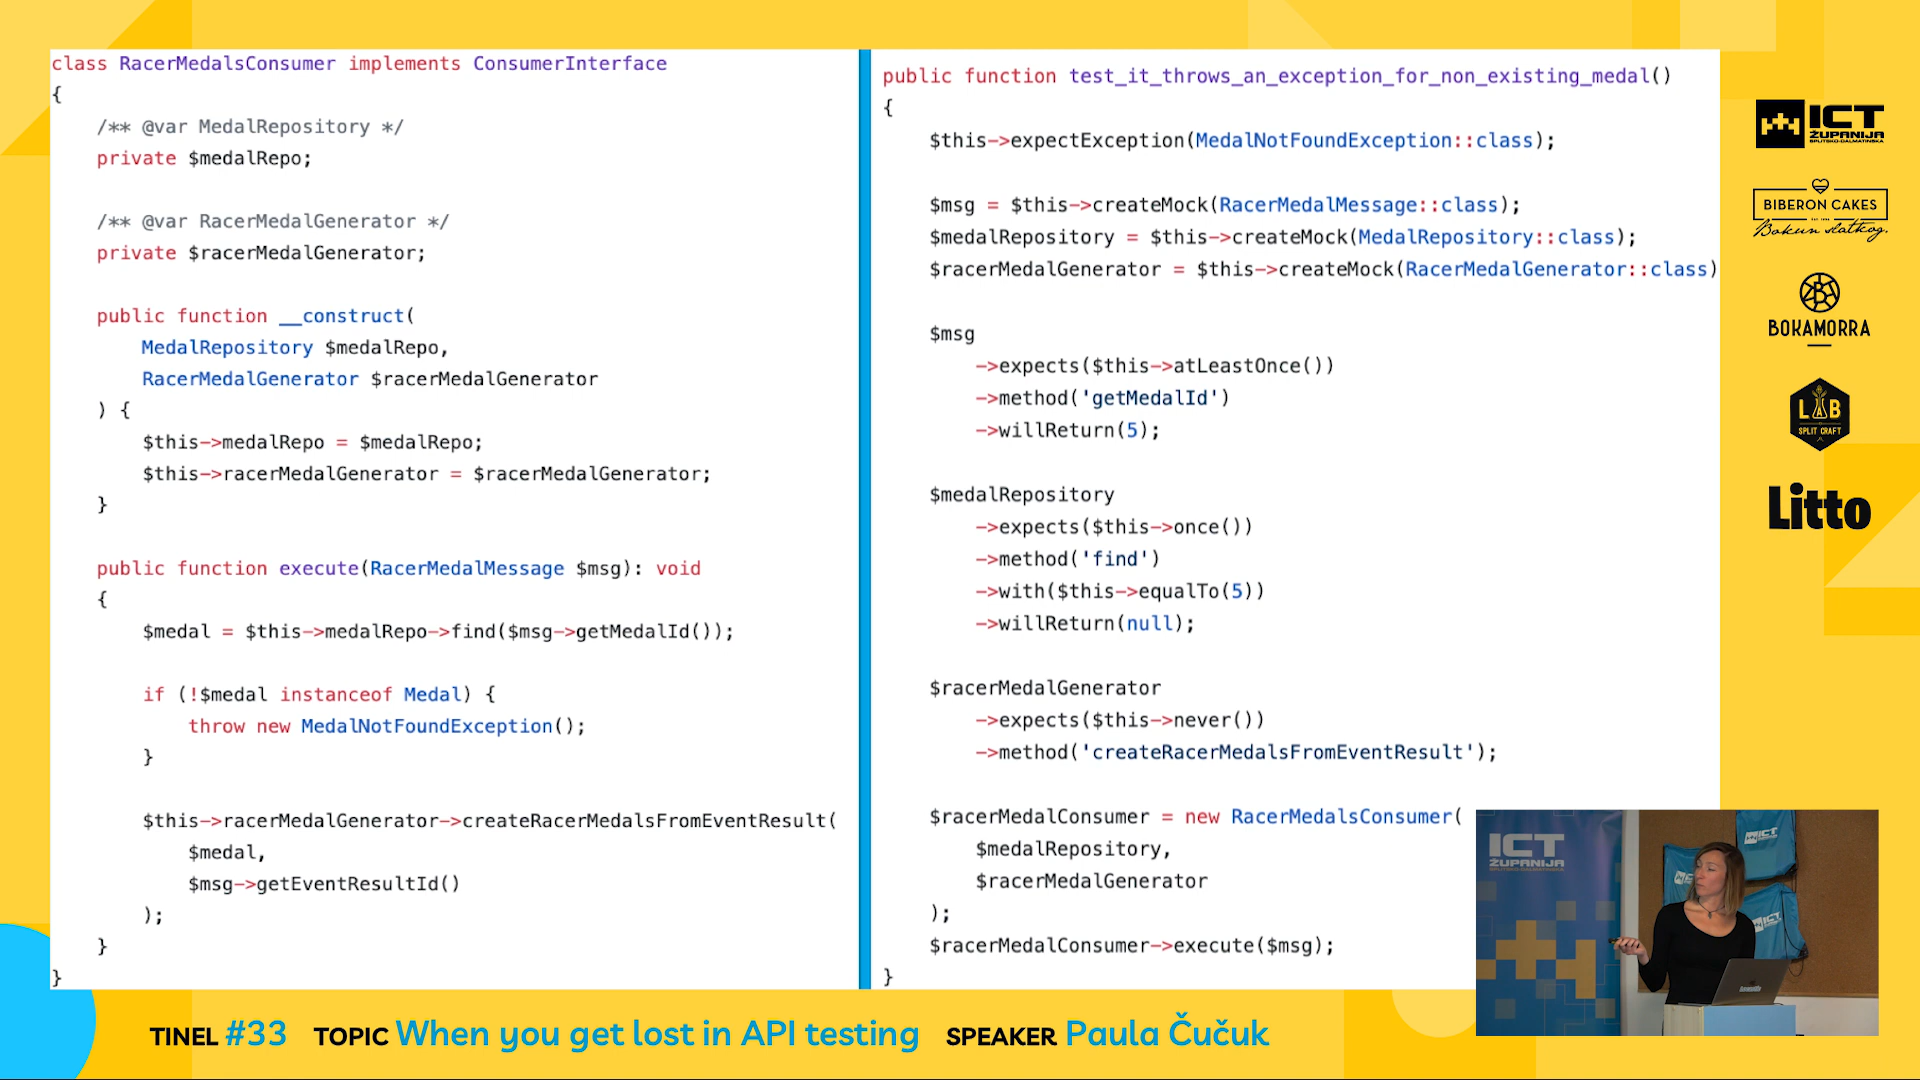 class RacerMedalsConsumer implements ConsumerInterface
{
/** @var MedalRepository */
private $medalRepo;
/** @var RacerMedalGenerator */
private $racerMedalGenerator;
public function __construct(
MedalRepository $medalRepo,
RacerMedalGenerator $racerMedalGenerator
) {
$this->medalRepo = $medalRepo;
$this->racerMedalGenerator = $racerMedalGenerator;
}
public function execute(RacerMedalMessage $msg): void
{
$medal = $this->medalRepo->find($msg->getMedalId());
if (!$medal instanceof Medal) {
throw new MedalNotFoundException();
}
$this->racerMedalGenerator->createRacerMedalsFromEventResult(
$medal,
$msg->getEventResultId()
);
}
}
public function test_it_throws_an_exception_for_non_existing_medal()
{
$this->expectException(MedalNotFoundException::class);
$msg = $this->createMock(RacerMedalMessage::class);
$medalRepository = $this->createMock(MedalRepository::class);
$racerMedalGenerator = $this->createMock(RacerMedalGenerator::class)
$msg
->expects($this->atLeastOnce())
->method('getMedalId')
->willReturn(5);
$medalRepository
->expects($this->once())
->method('find')
->with($this->equalTo(5))
->willReturn(null);
$racerMedalGenerator
->expects($this->never())
->method('createRacerMedalsFromEventResult');
$racerMedalConsumer = new RacerMedalsConsumer(
$medalRepository,
$racerMedalGenerator
);
$racerMedalConsumer->execute($msg);
}
ICT
ŽUPANIJA
SPLITSKO-DALMATINSKA
BIBERON CAKES
Bokun slatkog.
BOKAMORRA
LAB
SPLIT CRAFT
Litto
ICT
ŽUPANIJA
ICT
ICT
TINEL #33 TOPIC When you get lost in API testing SPEAKER Paula Čučuk